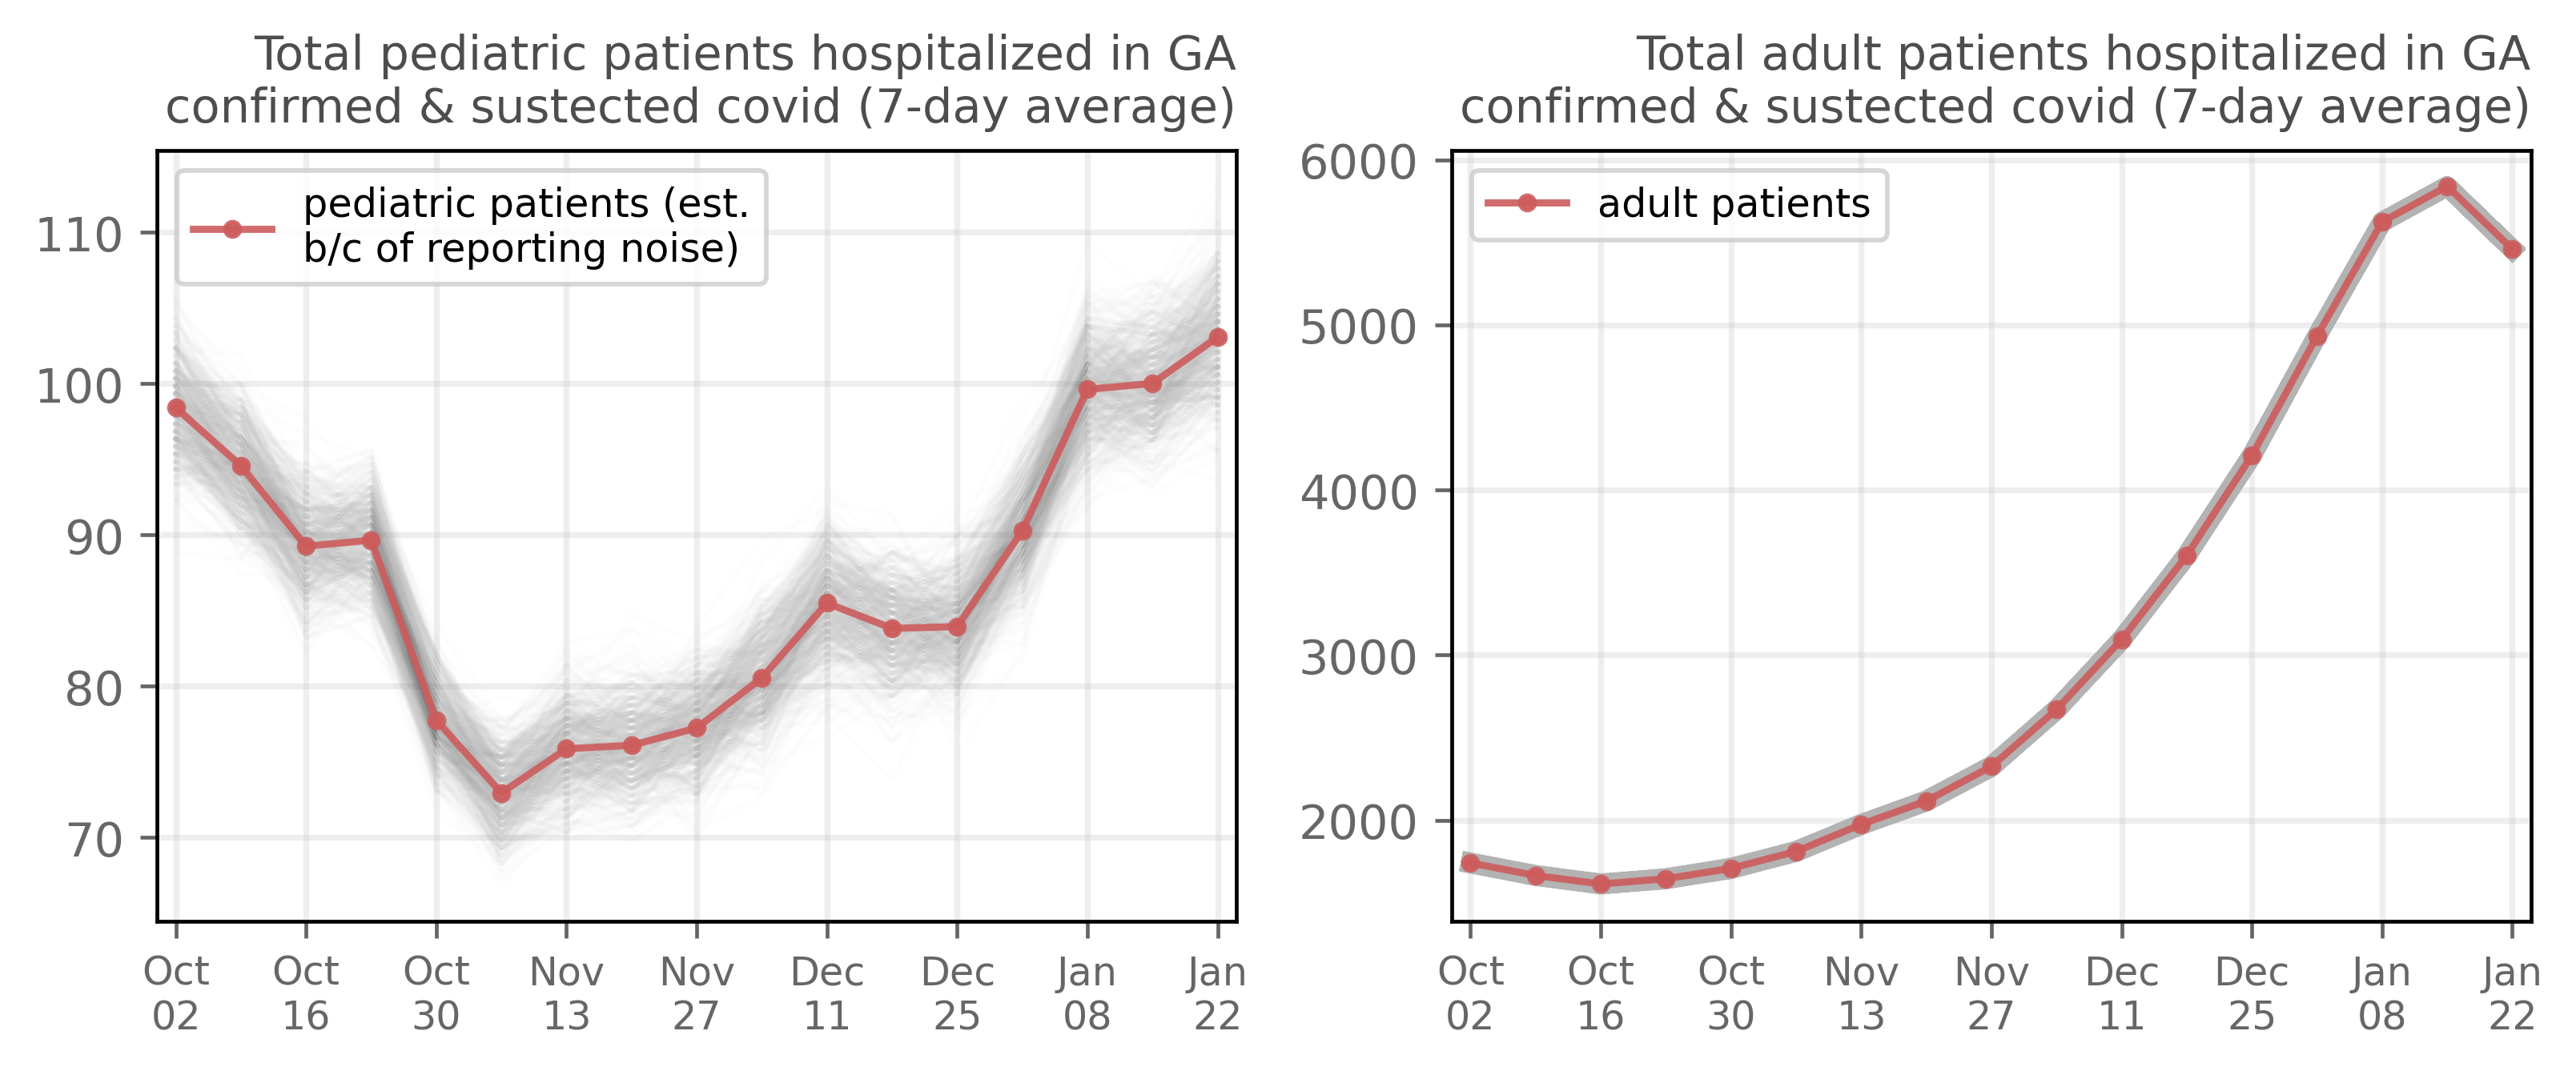 Total pediatric patients hospitalized in GA
confirmed & sustected covid (7-day average)
pediatric patients (est.
b/c of reporting noise)
110
100
90
80
70
Oct Oct Oct Nov Nov Dec Dec Jan Jan
02 16 30 13 27 11 25 08 22
Total adult patients hospitalized in GA
confirmed & sustected covid (7-day average)
adult patients
6000
5000
4000
3000
2000
Oct Oct Oct Nov Nov Dec Dec Jan Jan
02 16 30 13 27 11 25 08 22